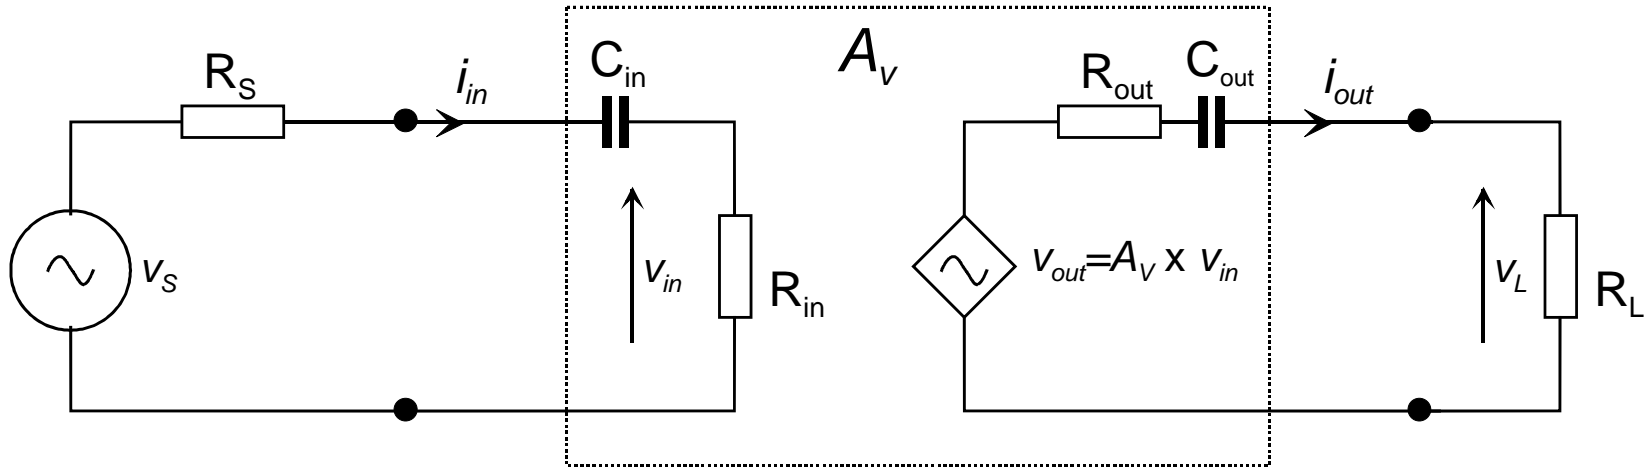 R_S
i_in
C_in
A_v
R_out
C_out
i_out
v_S
v_in
R_in
v_out=A_V x v_in
v_L
R_L